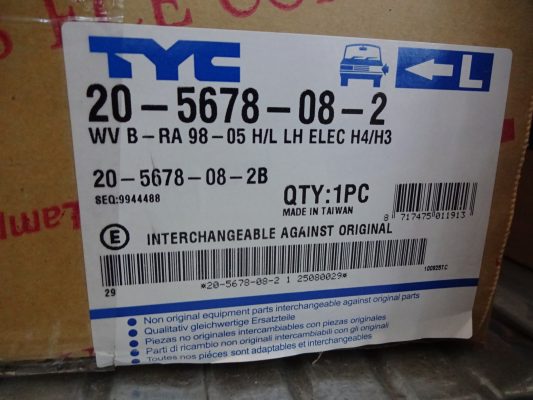 TYC
L
20-5678-08-2
WV B-RA 98-05 H/L LH ELEC H4/H3
20-5678-08-2B
SEQ:9944488
QTY:1PC
MADE IN TAIWAN
8 717475 011913
E INTERCHANGEABLE AGAINST ORIGINAL
100925TC
29
*20-5678-08-2 1 25080029*
Non original equipment parts interchangeable against original parts
Qualitativ gleichwertige Ersatzteile
Piezas no originales intercambiables con piezas originales
Parti di ricambio non originali intercambiabili con gli originali
Toutes nos piéces sont adaptables et interchangeables
Lamp